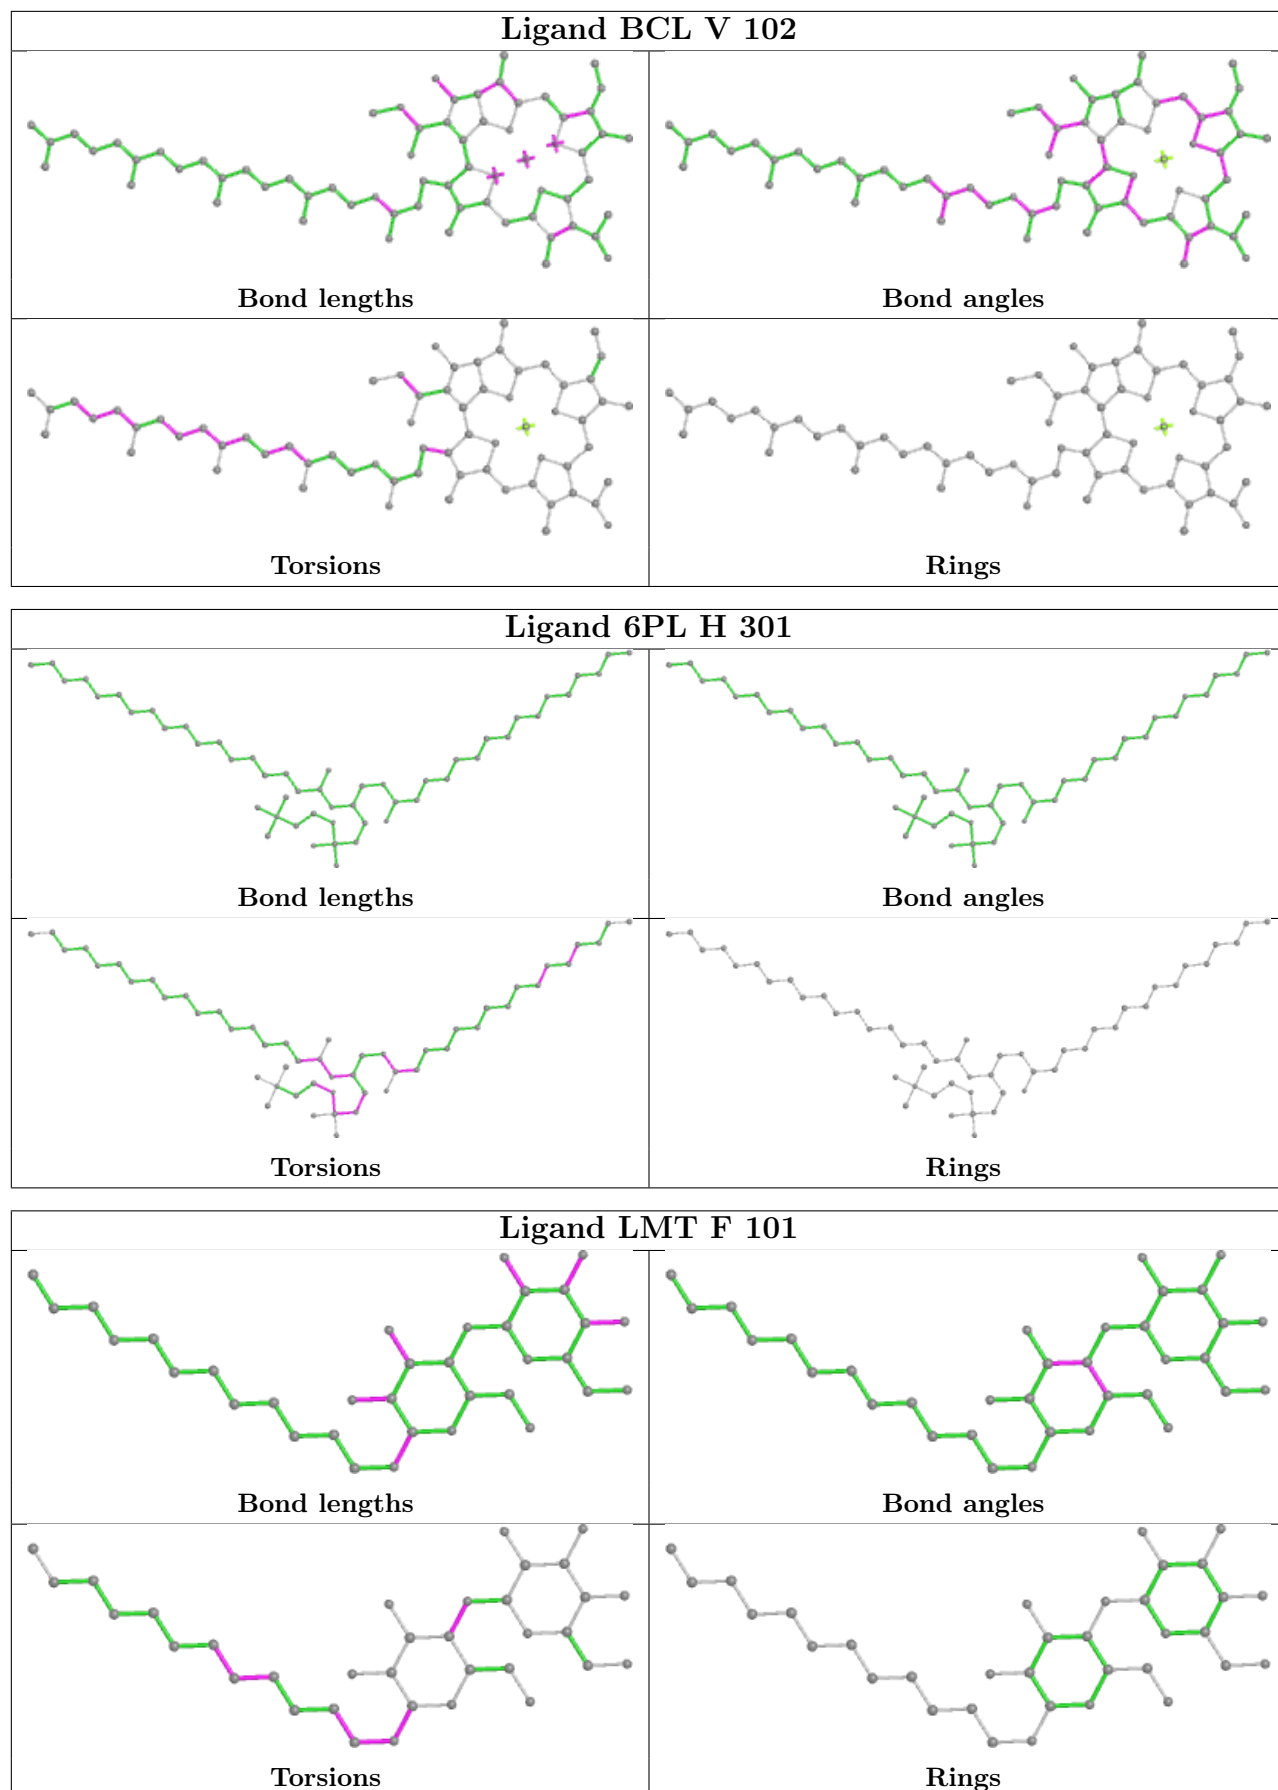 Ligand BCL V 102
Bond lengths
Bond angles
Torsions
Rings
Ligand 6PL H 301
Bond lengths
Bond angles
Torsions
Rings
Ligand LMT F 101
Bond lengths
Bond angles
Torsions
Rings